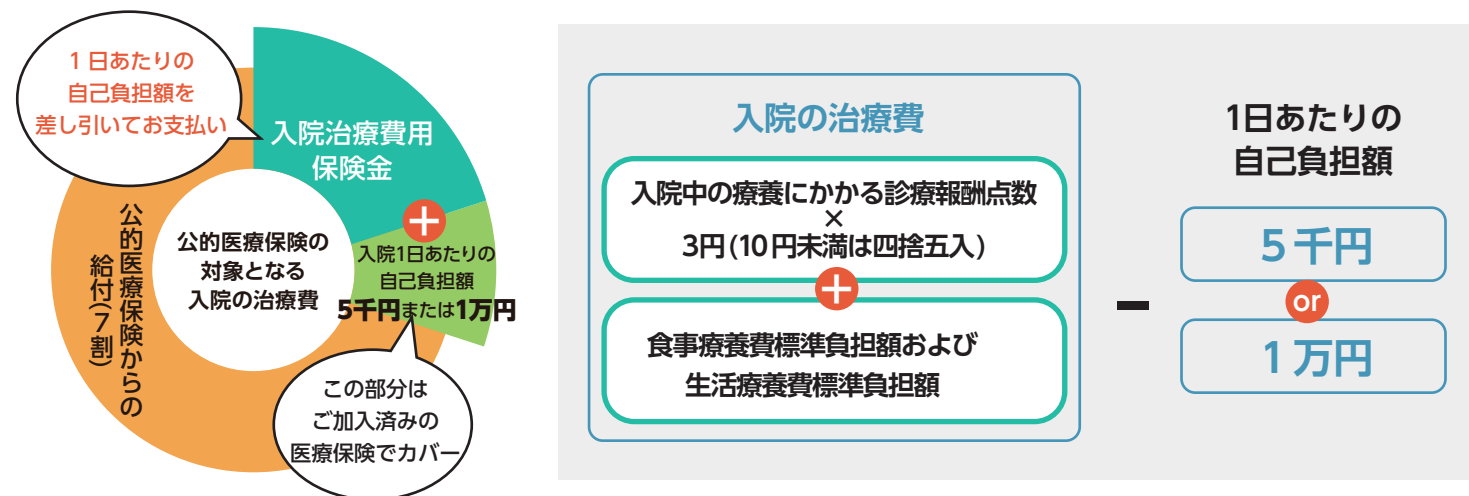 1日あたりの
自己負担額を
差し引いてお支払い
入院治療費用
保険金
公的医療保険からの
給付(7割)
公的医療保険の
対象となる
入院の治療費
+
入院1日あたりの
自己負担額
5千円または1万円
この部分は
ご加入済みの
医療保険でカバー
入院の治療費
入院中の療養にかかる診療報酬点数
×
3円(10円未満は四捨五入)
+
食事療養費標準負担額および
生活療養費標準負担額
−
1日あたりの
自己負担額
5千円
or
1万円